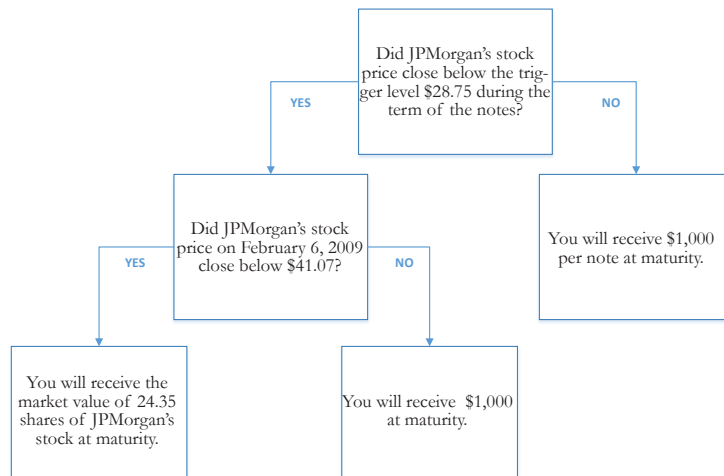 Did JPMorgan’s stock
price close below the trig-
ger level $28.75 during the
term of the notes?
YES
NO
Did JPMorgan’s stock
price on February 6, 2009
close below $41.07?
You will receive $1,000
per note at maturity.
YES
NO
You will receive the
market value of 24.35
shares of JPMorgan’s
stock at maturity.
You will receive $1,000
at maturity.